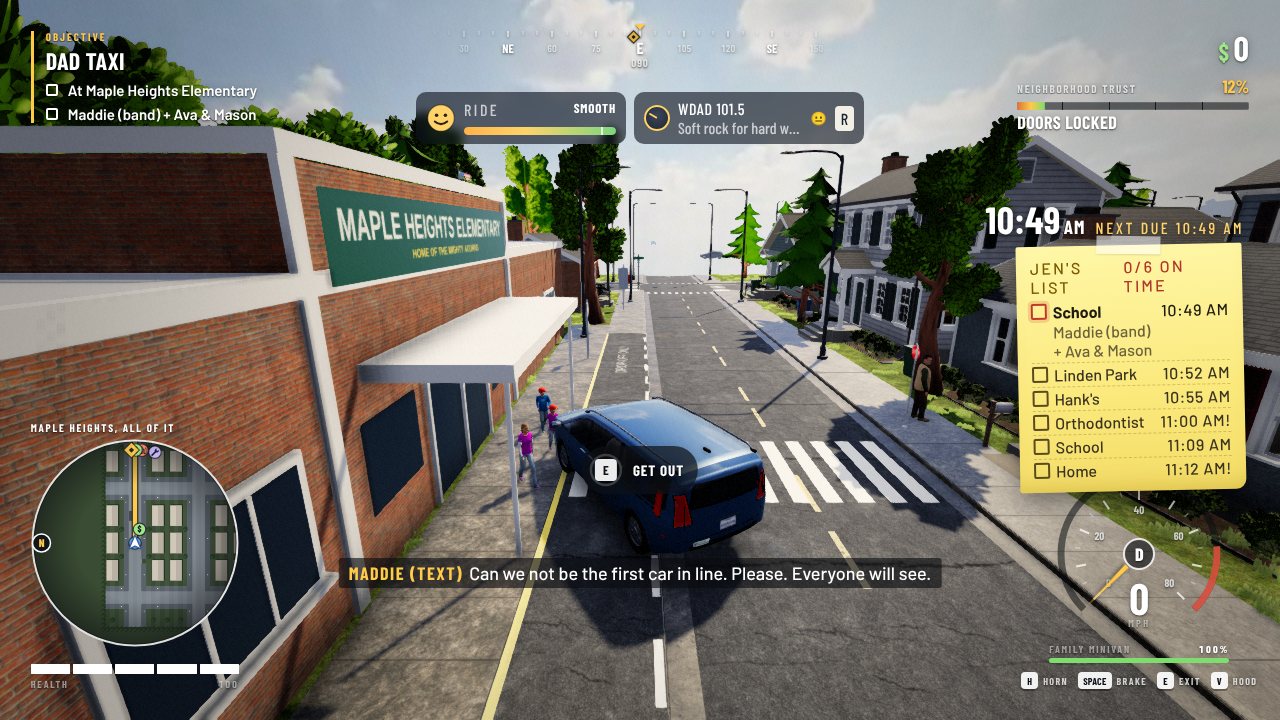 OBJECTIVE
DAD TAXI
At Maple Heights Elementary
Maddie (band) + Ava & Mason
30 NE 60 75 E 105 120 SE 150
090
RIDE SMOOTH
WDAD 101.5
Soft rock for hard w...
R
$0
NEIGHBORHOOD TRUST 12%
DOORS LOCKED
10:49 AM NEXT DUE 10:49 AM
JEN'S LIST 0/6 ON TIME
School 10:49 AM
Maddie (band)
+ Ava & Mason
Linden Park 10:52 AM
Hank's 10:55 AM
Orthodontist 11:00 AM!
School 11:09 AM
Home 11:12 AM!
MAPLE HEIGHTS ELEMENTARY
HOME OF THE MIGHTY ACORNS
E GET OUT
MAPLE HEIGHTS, ALL OF IT
N
$
MADDIE (TEXT) Can we not be the first car in line. Please. Everyone will see.
HEALTH 100
20 40 60 80
D
0
MPH
FAMILY MINIVAN 100%
H HORN SPACE BRAKE E EXIT V HOOD